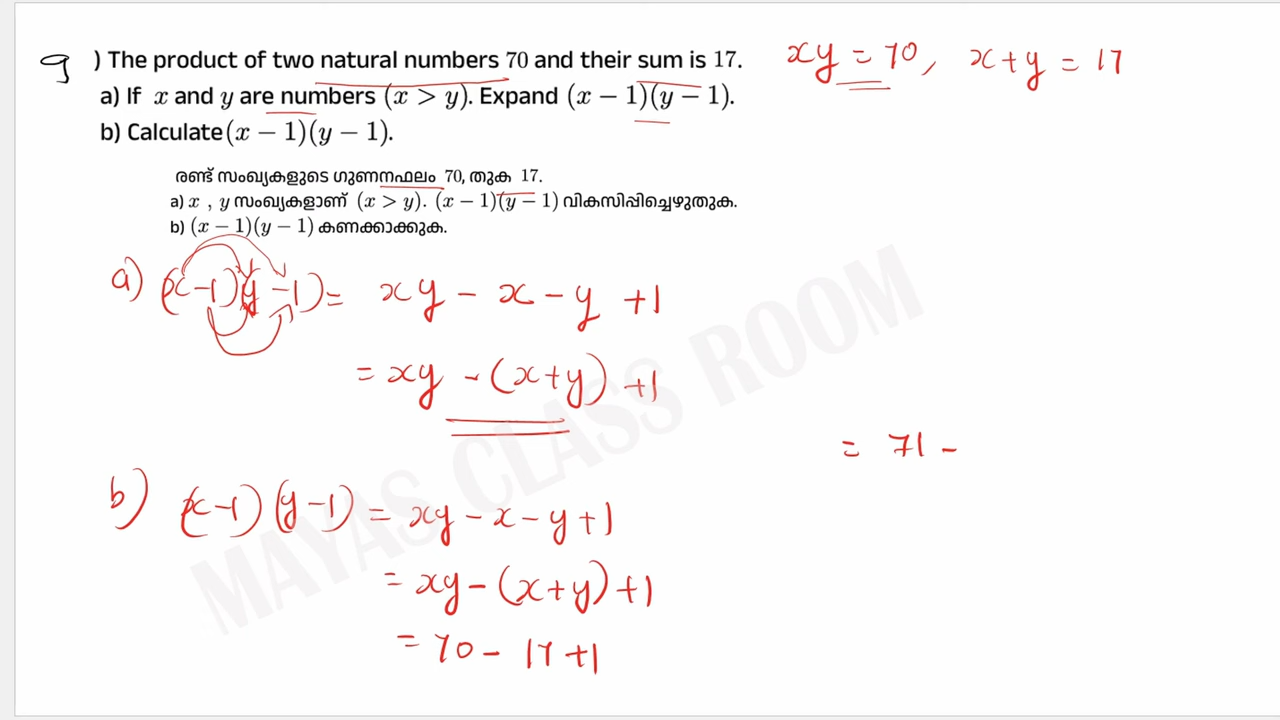 9 ) The product of two natural numbers 70 and their sum is 17. xy = 70, x+y = 17
a) If x and y are numbers (x > y). Expand (x − 1)(y − 1).
b) Calculate(x − 1)(y − 1).
രണ്ട് സംഖ്യകളുടെ ഗുണനഫലം 70, തുക 17.
a) x , y സംഖ്യകളാണ് (x > y). (x − 1)(y − 1) വികസിപ്പിച്ചെഴുതുക.
b) (x − 1)(y − 1) കണക്കാക്കുക.
a) (x-1)(y-1) = xy - x - y +1
= xy - (x+y) +1
= 71 -
b) (x-1)(y-1) = xy - x - y +1
= xy - (x+y) +1
= 70 - 17 +1
MAYAS CLASS ROOM